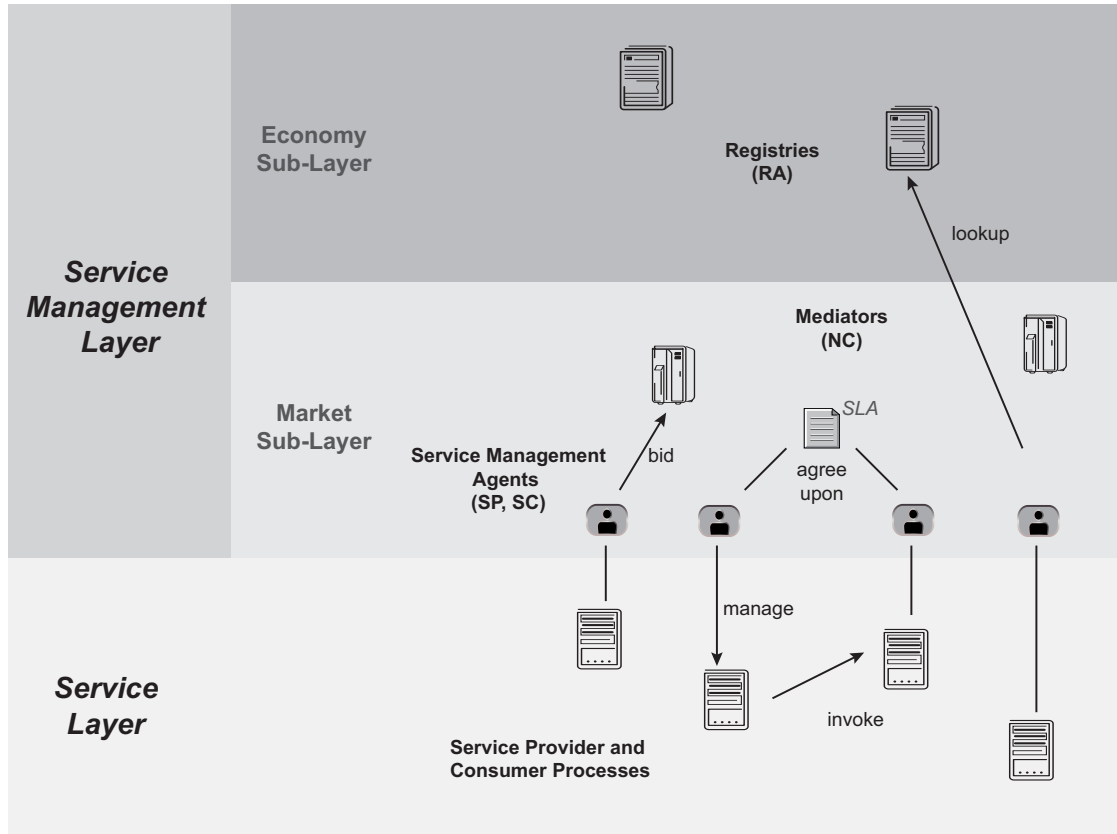 Economy
Sub-Layer
Registries
(RA)
lookup
Service
Management
Layer
Mediators
(NC)
Market
Sub-Layer
SLA
Service Management
Agents
(SP, SC)
bid
agree
upon
manage
Service
Layer
invoke
Service Provider and
Consumer Processes